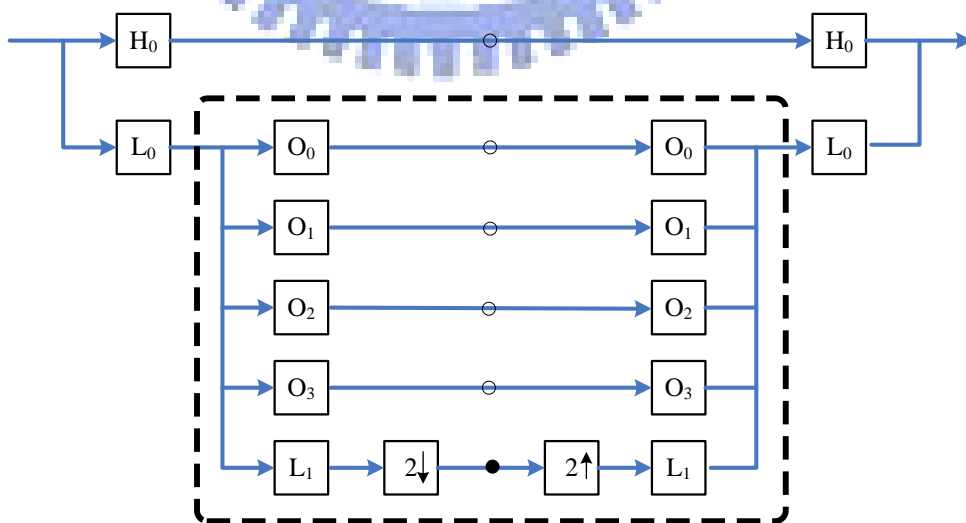 H₀ H₀
L₀ O₀ O₀ L₀
O₁ O₁
O₂ O₂
O₃ O₃
L₁ 2↓ 2↑ L₁